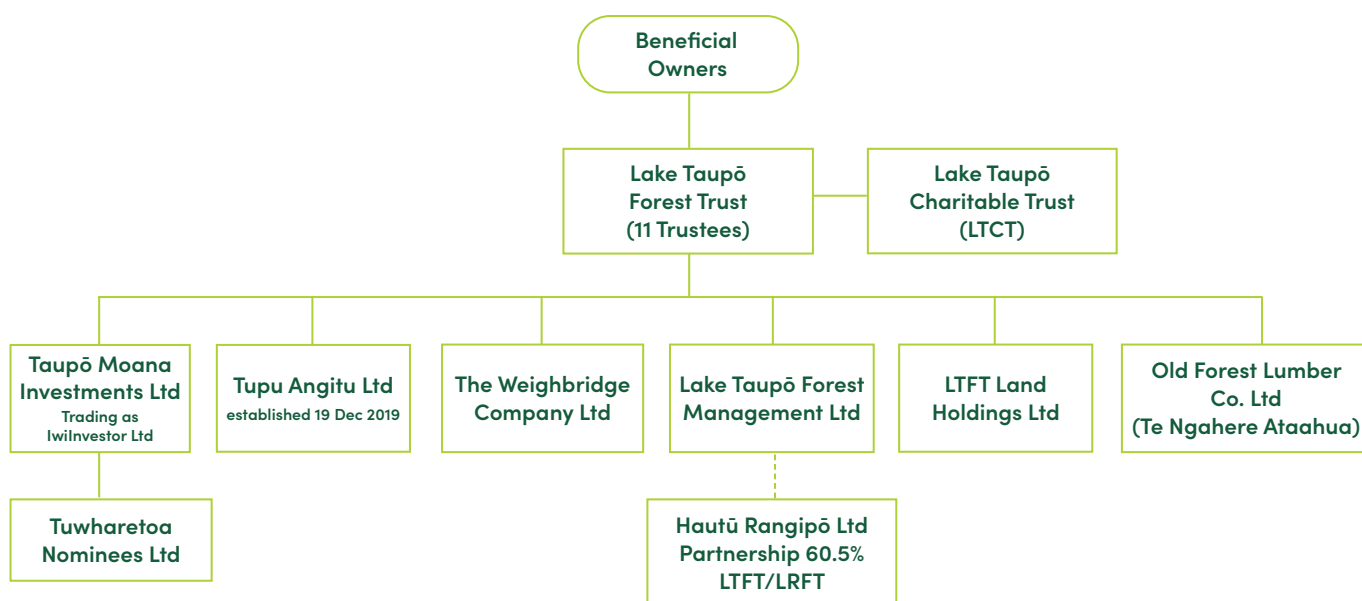 Beneficial
Owners
Lake Taupō
Forest Trust
(11 Trustees)
Lake Taupō
Charitable Trust
(LTCT)
Taupō Moana
Investments Ltd
Trading as
IwiInvestor Ltd
Tupu Angitu Ltd
established 19 Dec 2019
The Weighbridge
Company Ltd
Lake Taupō Forest
Management Ltd
LTFT Land
Holdings Ltd
Old Forest Lumber
Co. Ltd
(Te Ngahere Ataahua)
Tuwharetoa
Nominees Ltd
Hautū Rangipō Ltd
Partnership 60.5%
LTFT/LRFT